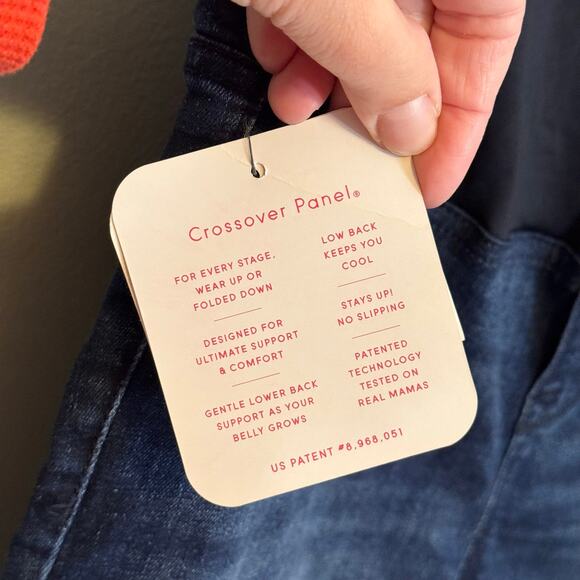 Crossover Panel®
FOR EVERY STAGE,
WEAR UP OR
FOLDED DOWN
DESIGNED FOR
ULTIMATE SUPPORT
& COMFORT
GENTLE LOWER BACK
SUPPORT AS YOUR
BELLY GROWS
LOW BACK
KEEPS YOU
COOL
STAYS UP!
NO SLIPPING
PATENTED
TECHNOLOGY
TESTED ON
REAL MAMAS
US PATENT #8,968,051